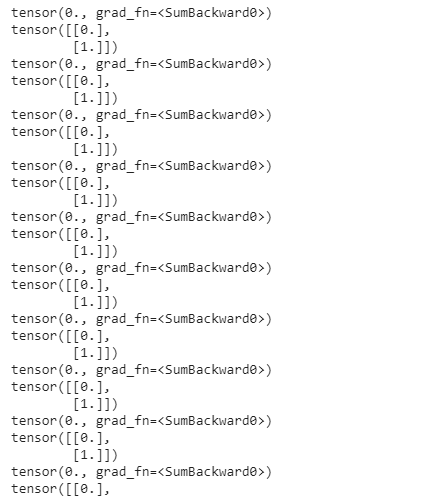 tensor(0., grad_fn=<SumBackward0>)
tensor([[0.],
        [1.]])
tensor(0., grad_fn=<SumBackward0>)
tensor([[0.],
        [1.]])
tensor(0., grad_fn=<SumBackward0>)
tensor([[0.],
        [1.]])
tensor(0., grad_fn=<SumBackward0>)
tensor([[0.],
        [1.]])
tensor(0., grad_fn=<SumBackward0>)
tensor([[0.],
        [1.]])
tensor(0., grad_fn=<SumBackward0>)
tensor([[0.],
        [1.]])
tensor(0., grad_fn=<SumBackward0>)
tensor([[0.],
        [1.]])
tensor(0., grad_fn=<SumBackward0>)
tensor([[0.],
        [1.]])
tensor(0., grad_fn=<SumBackward0>)
tensor([[0.],
        [1.]])
tensor(0., grad_fn=<SumBackward0>)
tensor([[0.],